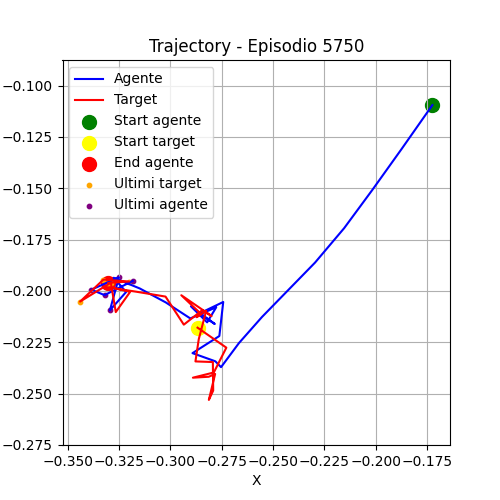 Trajectory - Episodio 5750
Agente
Target
Start agente
Start target
End agente
Ultimi target
Ultimi agente
−0.100
−0.125
−0.150
−0.175
−0.200
−0.225
−0.250
−0.275
−0.350 −0.325 −0.300 −0.275 −0.250 −0.225 −0.200 −0.175
X